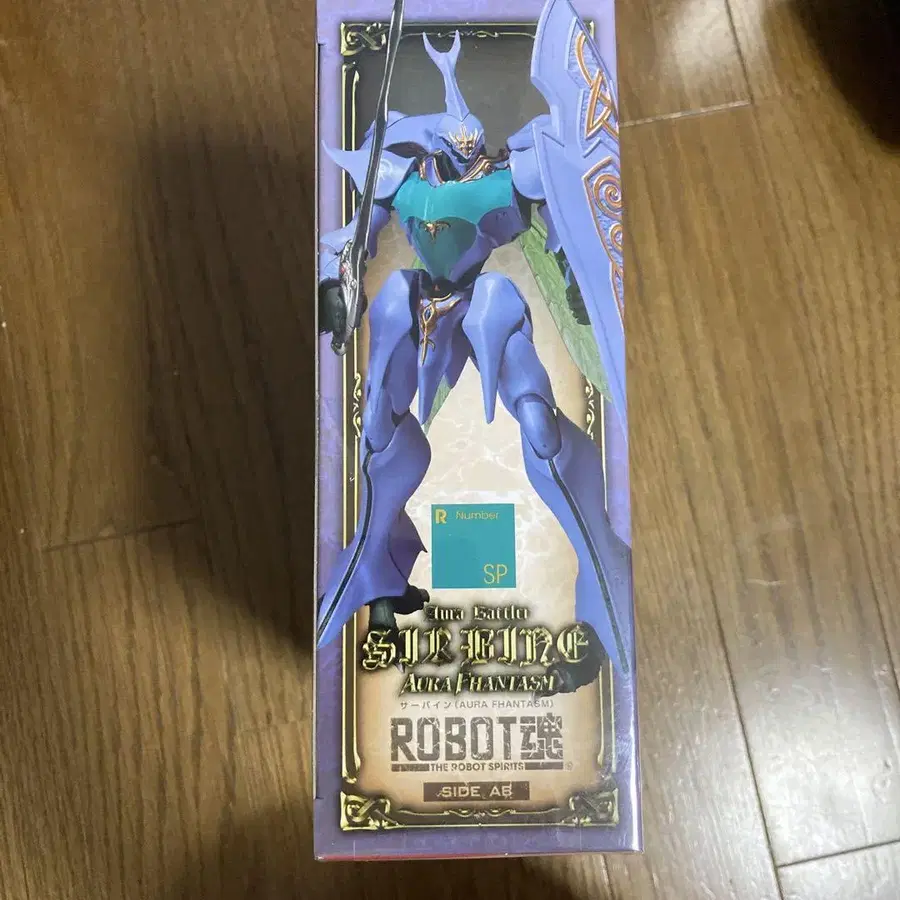 R Number
SP
Aura Battler
SIRBINE
AURA FHANTASM
サーバイン(AURA FHANTASM)
ROBOT魂
THE ROBOT SPIRITS
®
SIDE AB